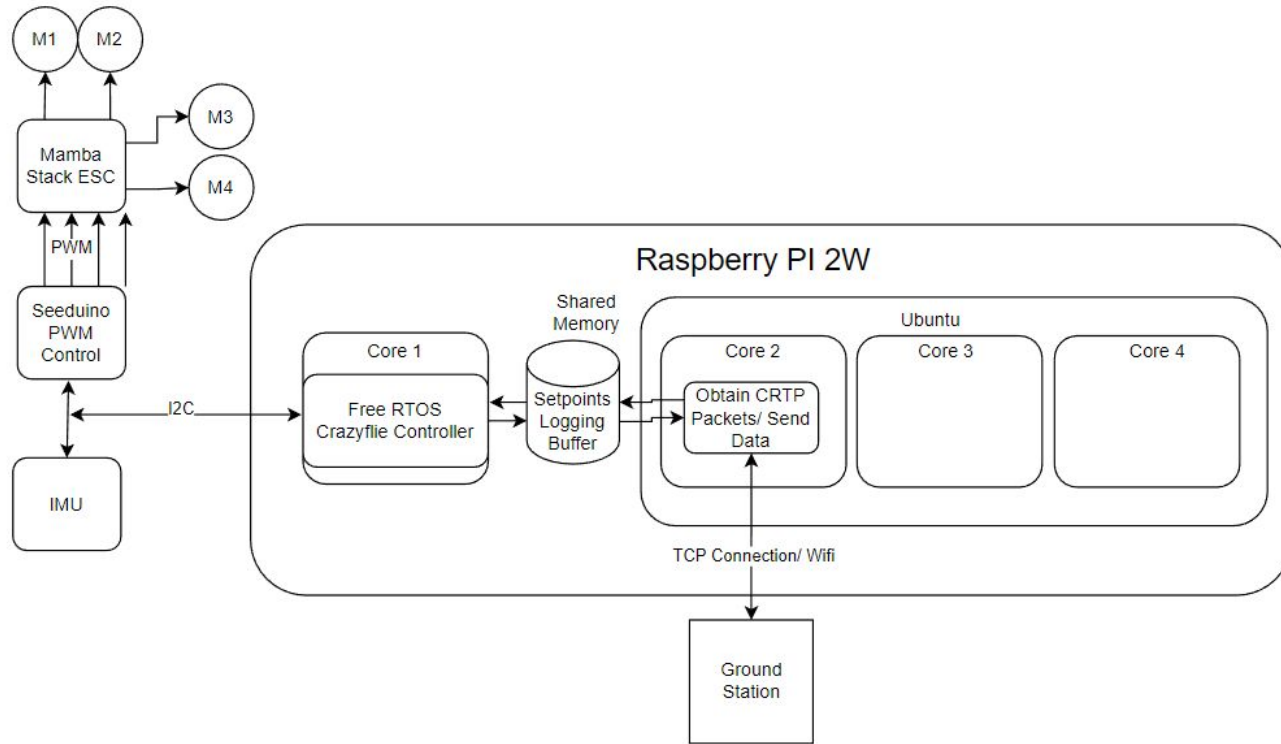 M1
M2
M3
M4
Mamba
Stack ESC
PWM
Seeduino
PWM
Control
I2C
IMU
Raspberry PI 2W
Shared
Memory
Setpoints
Logging
Buffer
Core 1
Free RTOS
Crazyflie Controller
Ubuntu
Core 2
Obtain CRTP
Packets/ Send
Data
Core 3
Core 4
TCP Connection/ Wifi
Ground
Station